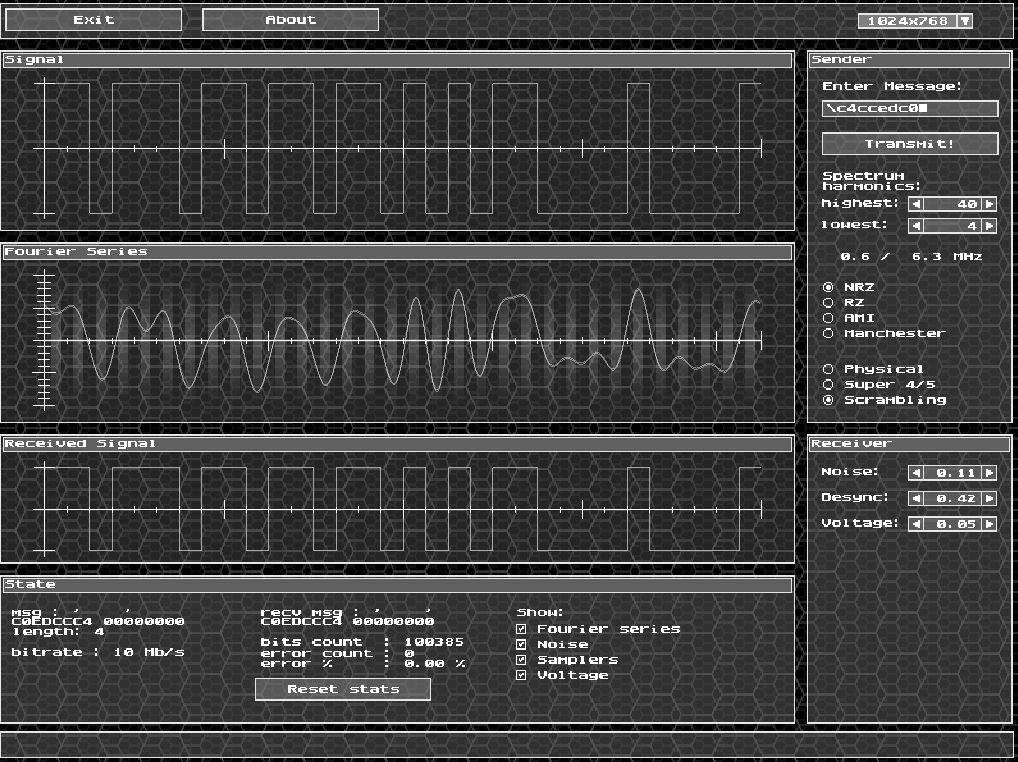 Exit About 1024x768
Signal
Sender
Enter Message:
\c4ccedc0
Transmit!
Spectrum
harmonics:
highest: 40
lowest: 4
0.6 / 6.3 MHz
NRZ
RZ
AMI
Manchester
Physical
Super 4/5
Scrambling
Fourier Series
Received Signal
Receiver
Noise: 0.11
Desync: 0.42
Voltage: 0.05
State
msg : ' '
C0EDCCC4 00000000
length: 4
bitrate : 10 Mb/s
recv msg : ' '
C0EDCCC4 00000000
bits count : 100385
error count : 0
error % : 0.00 %
Reset stats
Show:
Fourier series
Noise
Samplers
Voltage